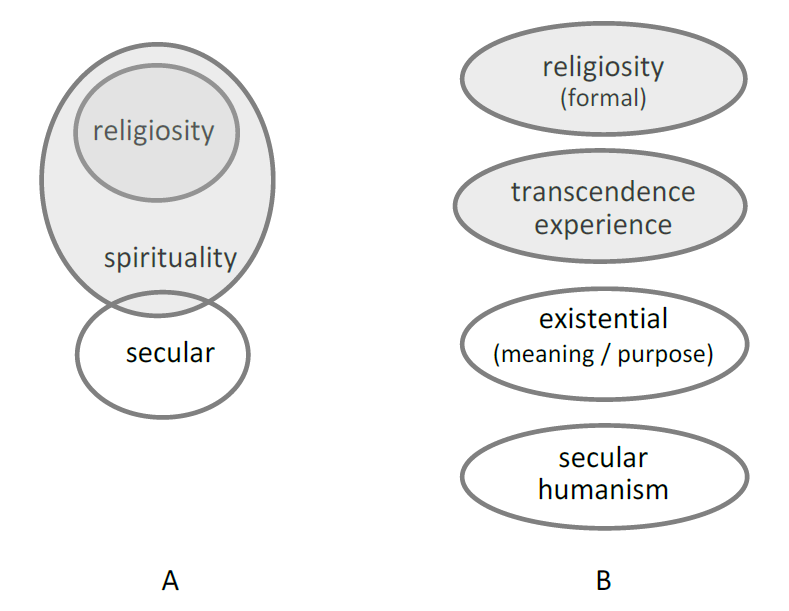 religiosity
spirituality
secular
A
religiosity
(formal)
transcendence
experience
existential
(meaning / purpose)
secular
humanism
B